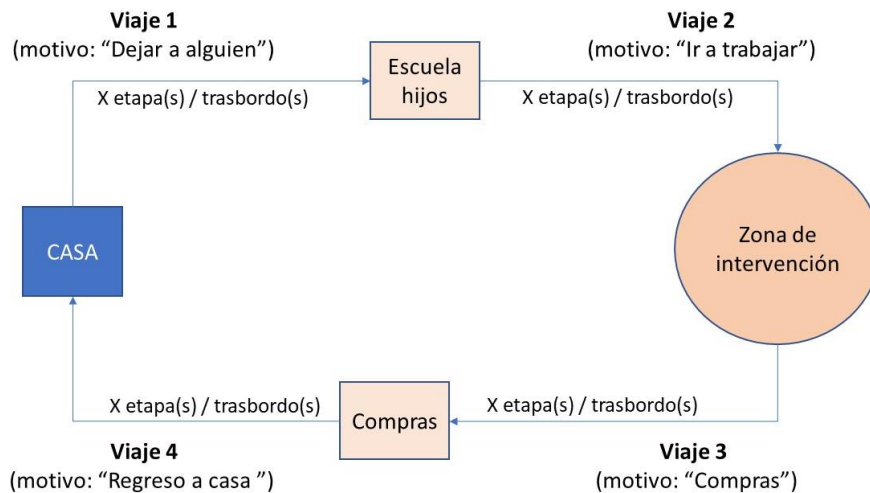 Viaje 1
(motivo: “Dejar a alguien”)
Viaje 2
(motivo: “Ir a trabajar”)
Escuela
hijos
X etapa(s) / trasbordo(s)
X etapa(s) / trasbordo(s)
CASA
Zona de
intervención
X etapa(s) / trasbordo(s)
Compras
X etapa(s) / trasbordo(s)
Viaje 4
(motivo: “Regreso a casa ”)
Viaje 3
(motivo: “Compras”)